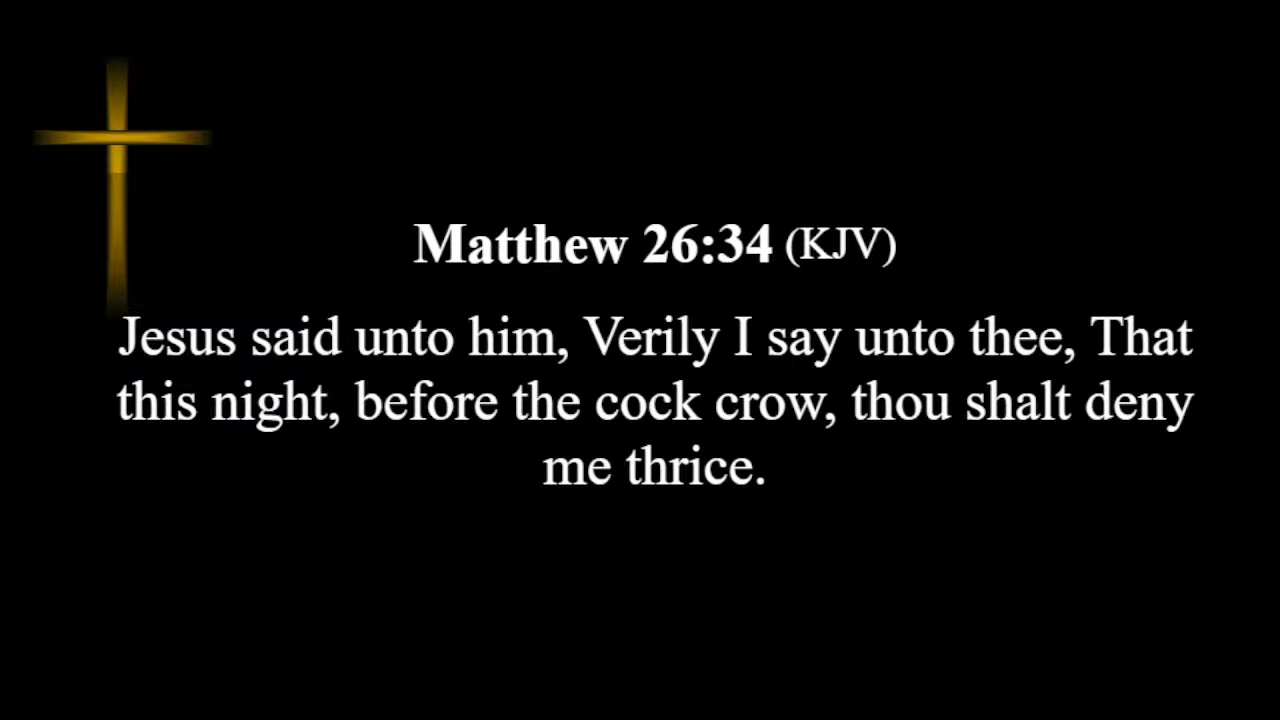 Matthew 26:34 (KJV)
Jesus said unto him, Verily I say unto thee, That
this night, before the cock crow, thou shalt deny
me thrice.